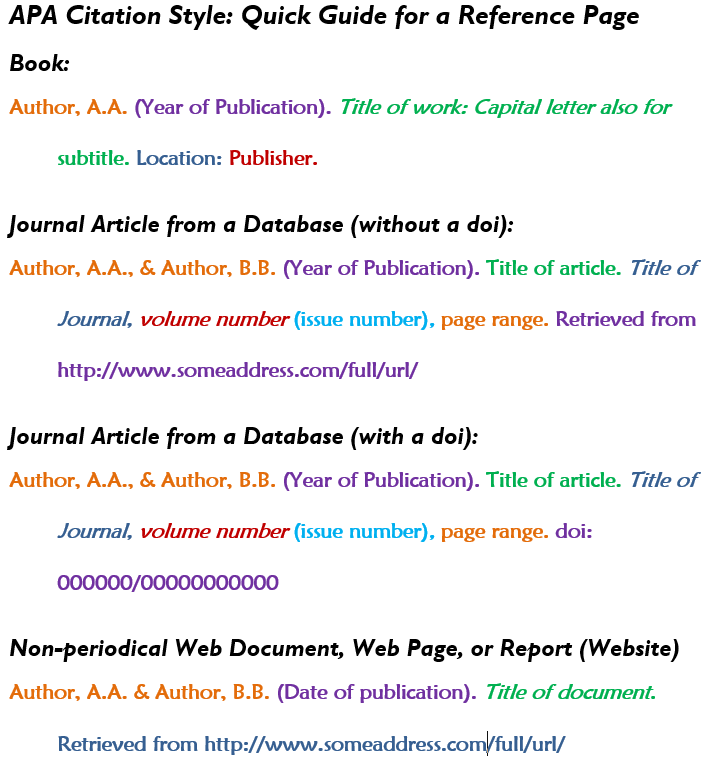 APA Citation Style: Quick Guide for a Reference Page
Book:
Author, A.A. (Year of Publication). Title of work: Capital letter also for
subtitle. Location: Publisher.
Journal Article from a Database (without a doi):
Author, A.A., & Author, B.B. (Year of Publication). Title of article. Title of
Journal, volume number (issue number), page range. Retrieved from
http://www.someaddress.com/full/url/
Journal Article from a Database (with a doi):
Author, A.A., & Author, B.B. (Year of Publication). Title of article. Title of
Journal, volume number (issue number), page range. doi:
000000/00000000000
Non-periodical Web Document, Web Page, or Report (Website)
Author, A.A. & Author, B.B. (Date of publication). Title of document.
Retrieved from http://www.someaddress.com/full/url/